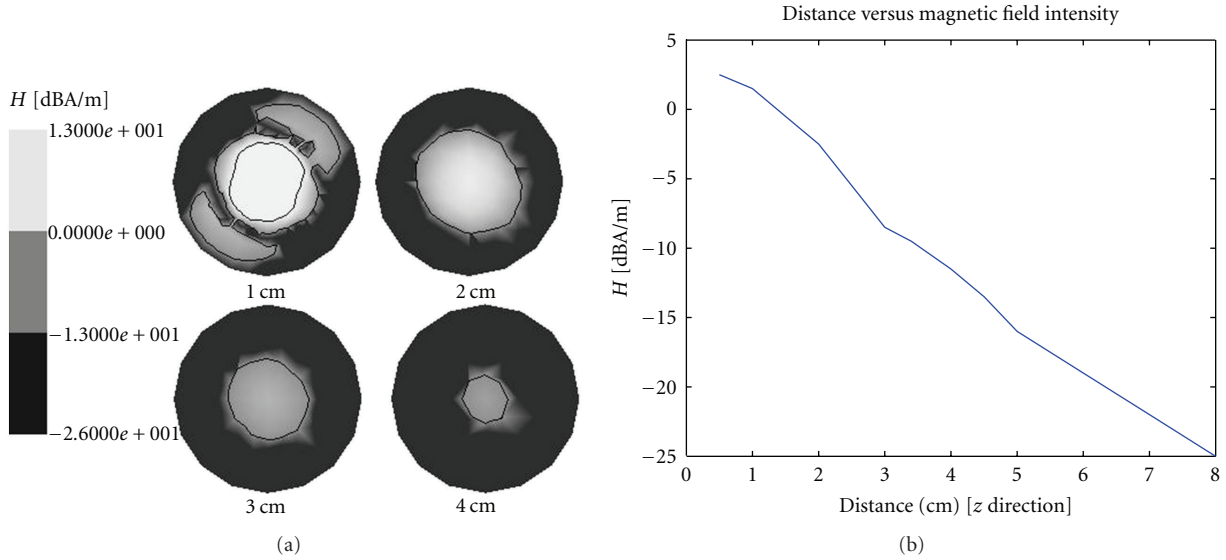 H [dBA/m]
1.3000e + 001
0.0000e + 000
−1.3000e + 001
−2.6000e + 001
1 cm
2 cm
3 cm
4 cm
(a)
Distance versus magnetic field intensity
5
0
−5
−10
−15
−20
−25
H [dBA/m]
0 1 2 3 4 5 6 7 8
Distance (cm) [z direction]
(b)